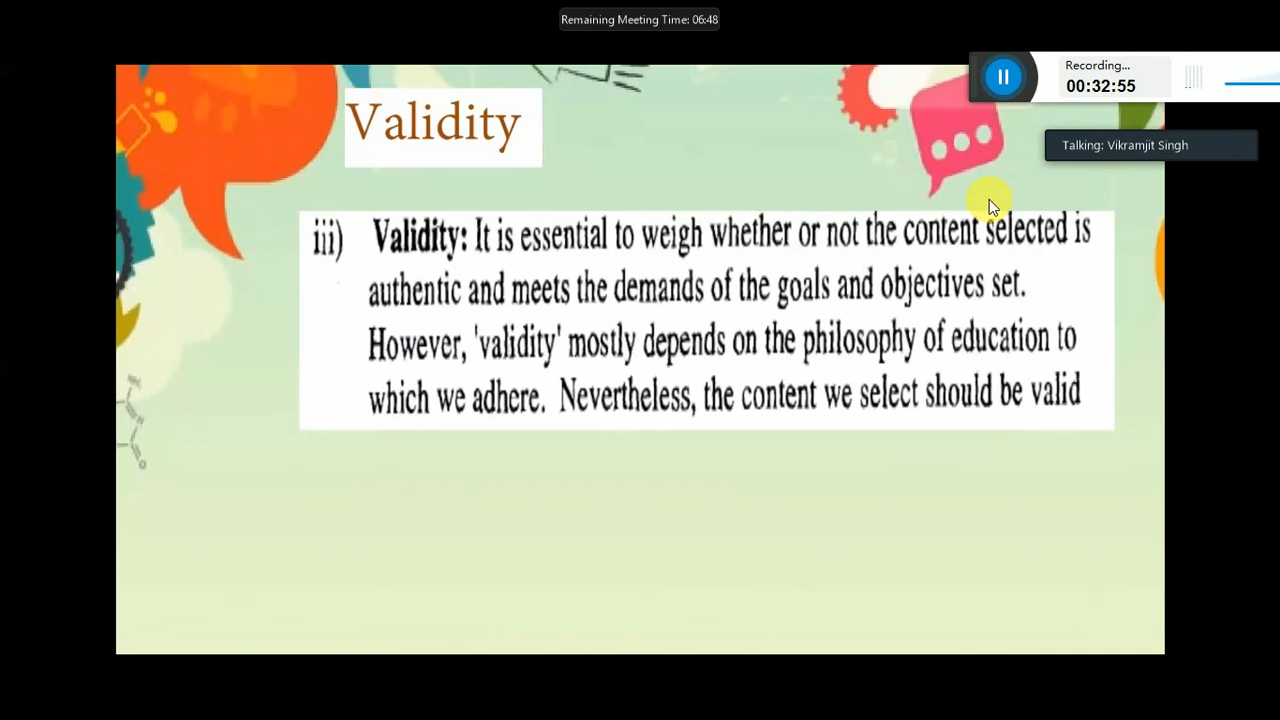 Remaining Meeting Time: 06:48
Recording...
00:32:55
Talking: Vikramjit Singh
Validity
iii) Validity: It is essential to weigh whether or not the content selected is
authentic and meets the demands of the goals and objectives set.
However, 'validity' mostly depends on the philosophy of education to
which we adhere. Nevertheless, the content we select should be valid